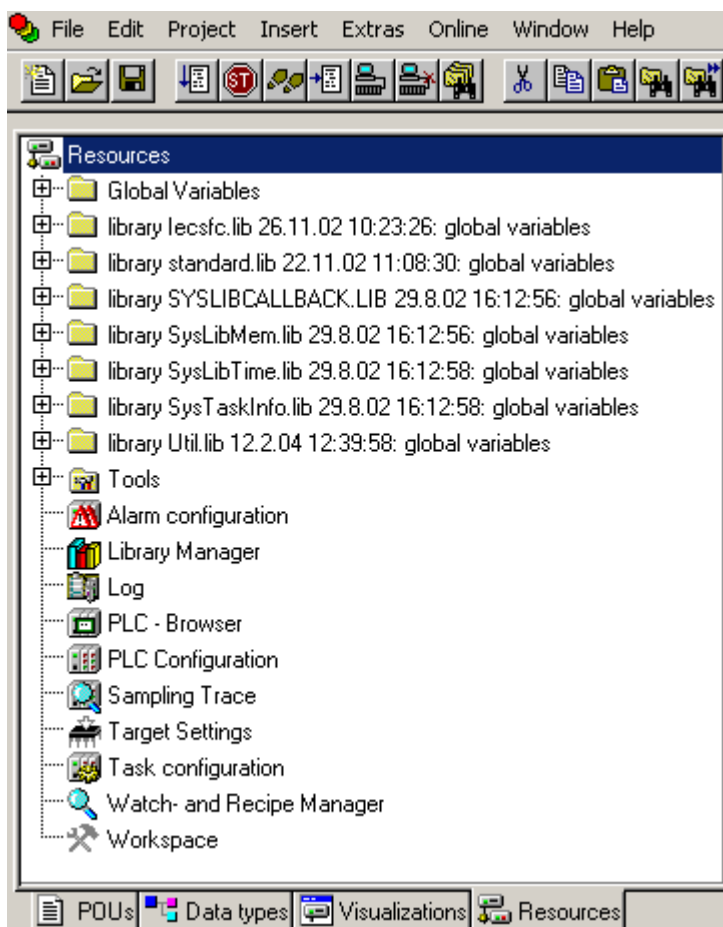 File Edit Project Insert Extras Online Window Help
ST
Resources
Global Variables
library Iecsfc.lib 26.11.02 10:23:26: global variables
library standard.lib 22.11.02 11:08:30: global variables
library SYSLIBCALLBACK.LIB 29.8.02 16:12:56: global variables
library SysLibMem.lib 29.8.02 16:12:56: global variables
library SysLibTime.lib 29.8.02 16:12:58: global variables
library SysTaskInfo.lib 29.8.02 16:12:58: global variables
library Util.lib 12.2.04 12:39:58: global variables
Tools
Alarm configuration
Library Manager
Log
PLC - Browser
PLC Configuration
Sampling Trace
Target Settings
Task configuration
Watch- and Recipe Manager
Workspace
POUs Data types Visualizations Resources